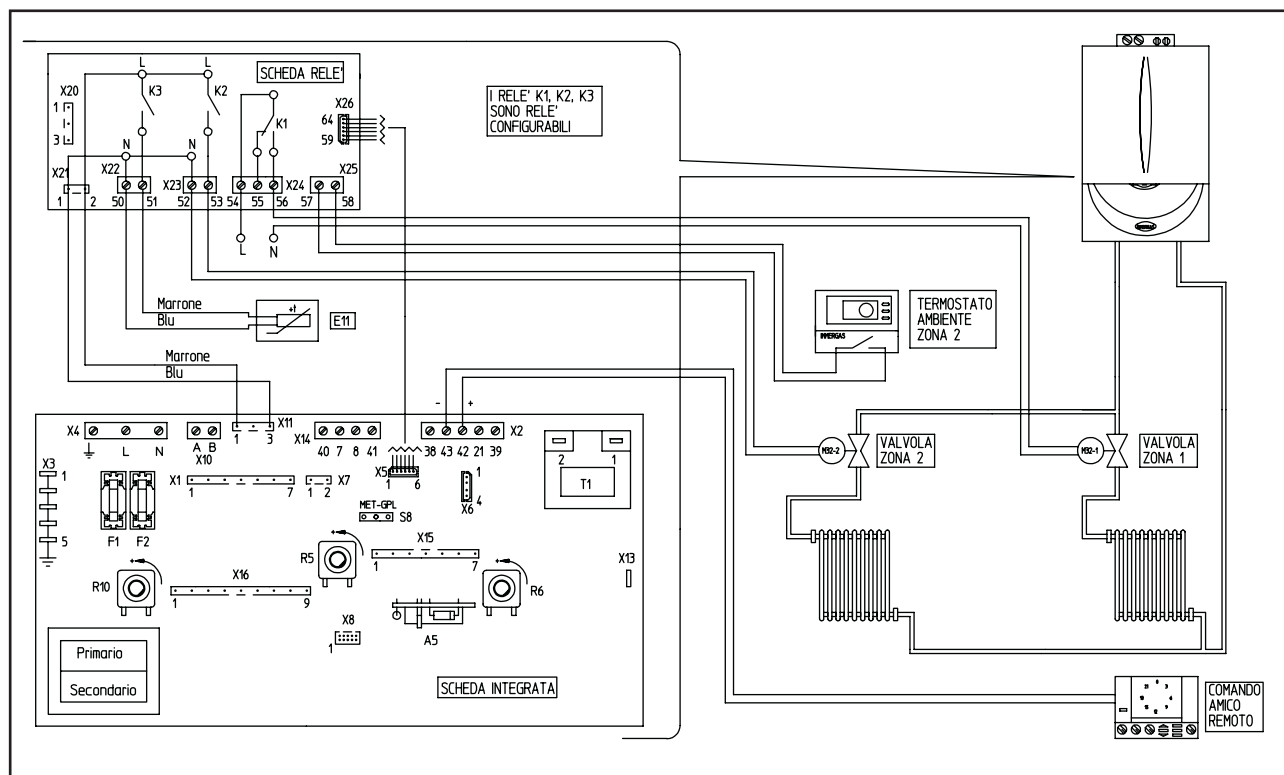 SCHEDA RELE'
X20
1
3
L
L
K3
K2
K1
X26
64
59
I RELE' K1, K2, K3
SONO RELE'
CONFIGURABILI
N
N
X21
X22
X23
X24
X25
1
2
50
51
52
53
54
55
56
57
58
L
N
Marrone
Blu
+t
E11
Marrone
Blu
IMMERGAS
TERMOSTATO
AMBIENTE
ZONA 2
X4
L
N
A
B
X10
X11
1
3
X14
40
7
8
41
-
+
X2
38
43
42
21
39
X3
1
5
X1
1
7
X7
1
2
X5
1
6
X6
1
4
2
1
T1
MET-GPL
S8
F1
F2
R5
X15
1
7
X13
R10
X16
1
9
R6
X8
1
A5
Primario
Secondario
SCHEDA INTEGRATA
M32-2
VALVOLA
ZONA 2
M32-1
VALVOLA
ZONA 1
COMANDO
AMICO
REMOTO